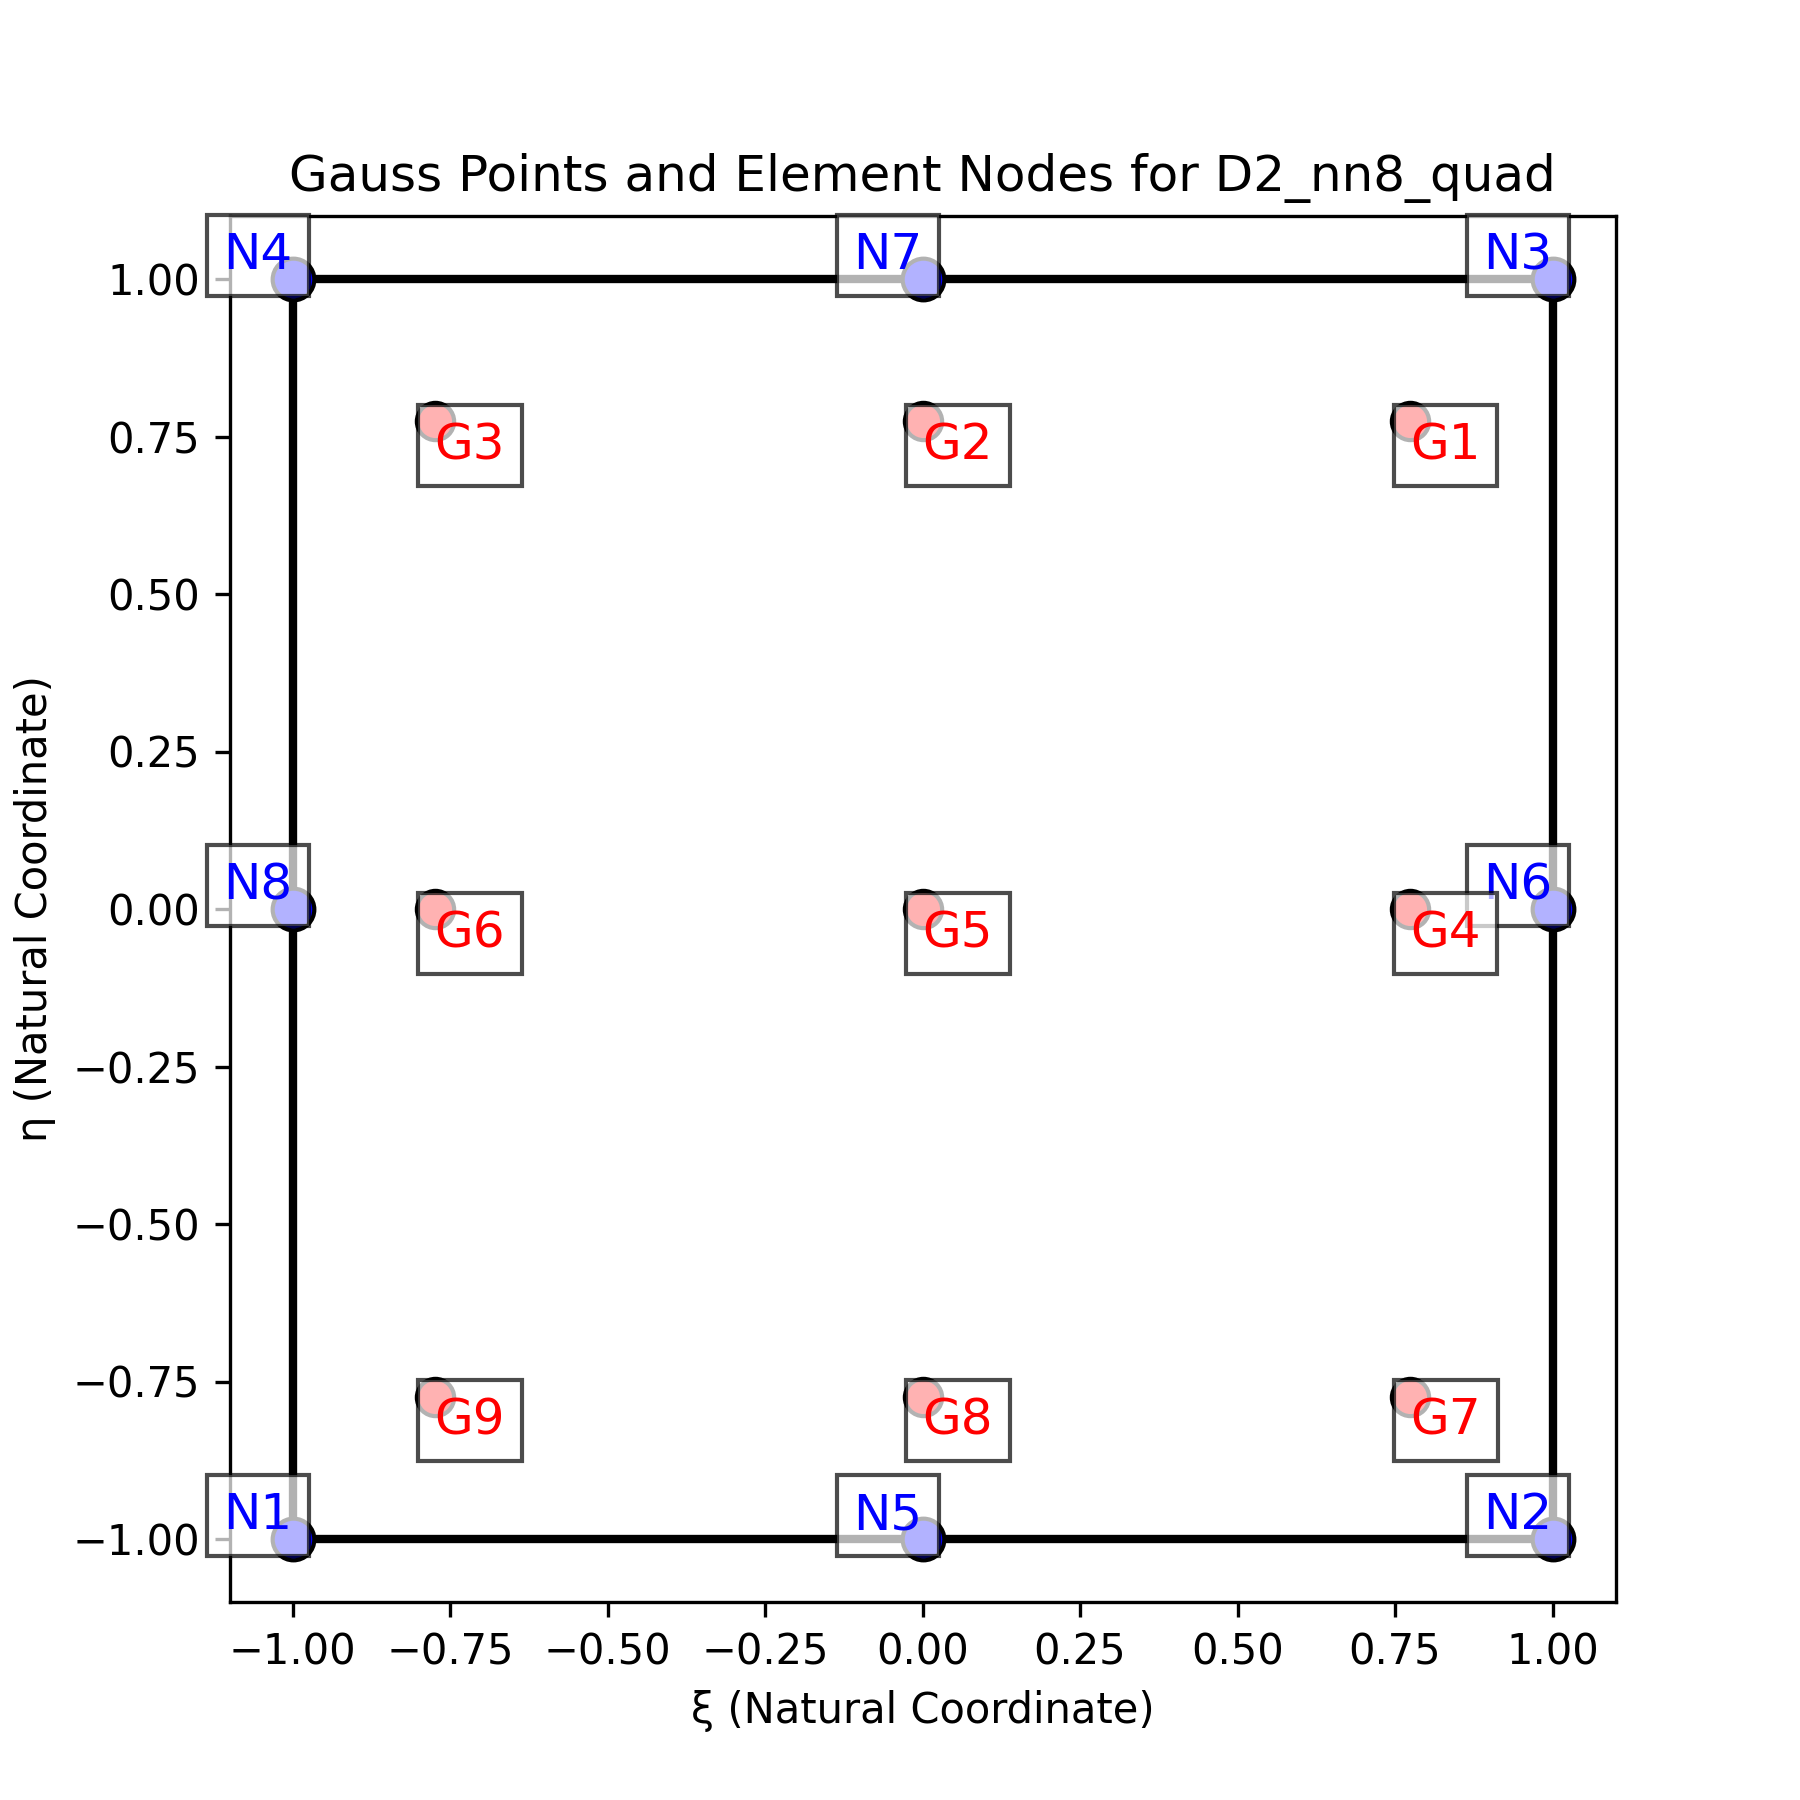 Gauss Points and Element Nodes for D2_nn8_quad
N4
N7
N3
1.00
G3
G2
G1
0.75
0.50
0.25
N8
N6
0.00
G6
G5
G4
−0.25
−0.50
−0.75
G9
G8
G7
N1
N5
N2
−1.00
η (Natural Coordinate)
−1.00 −0.75 −0.50 −0.25 0.00 0.25 0.50 0.75 1.00
ξ (Natural Coordinate)